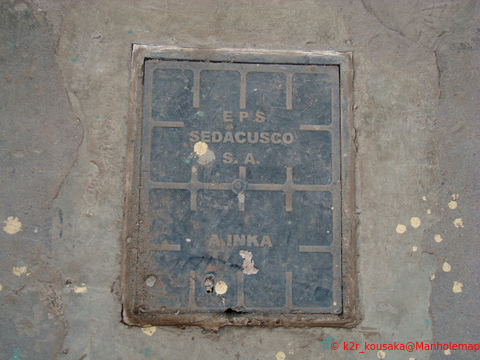 E.P.S
SEDACUSCO
S. A.
A.INKA
© k2r_kousaka@Manholemap